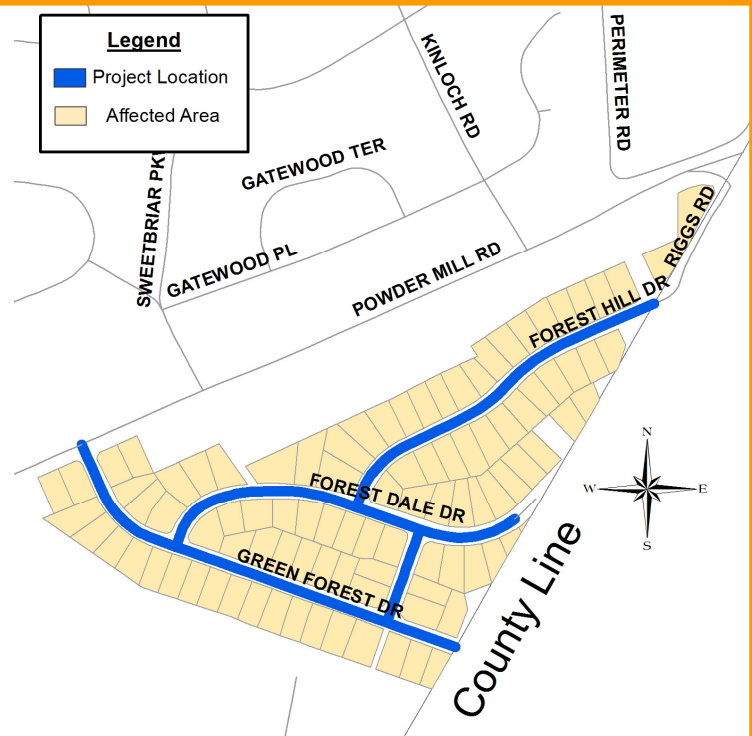 Legend
Project Location
Affected Area
KINLOCH RD
PERIMETER RD
GATEWOOD TER
SWEETBRIAR PK
GATEWOOD PL
POWDER MILL RD
RIGGS RD
FOREST HILL DR
FOREST DALE DR
GREEN FOREST DR
County Line
N
W
E
S